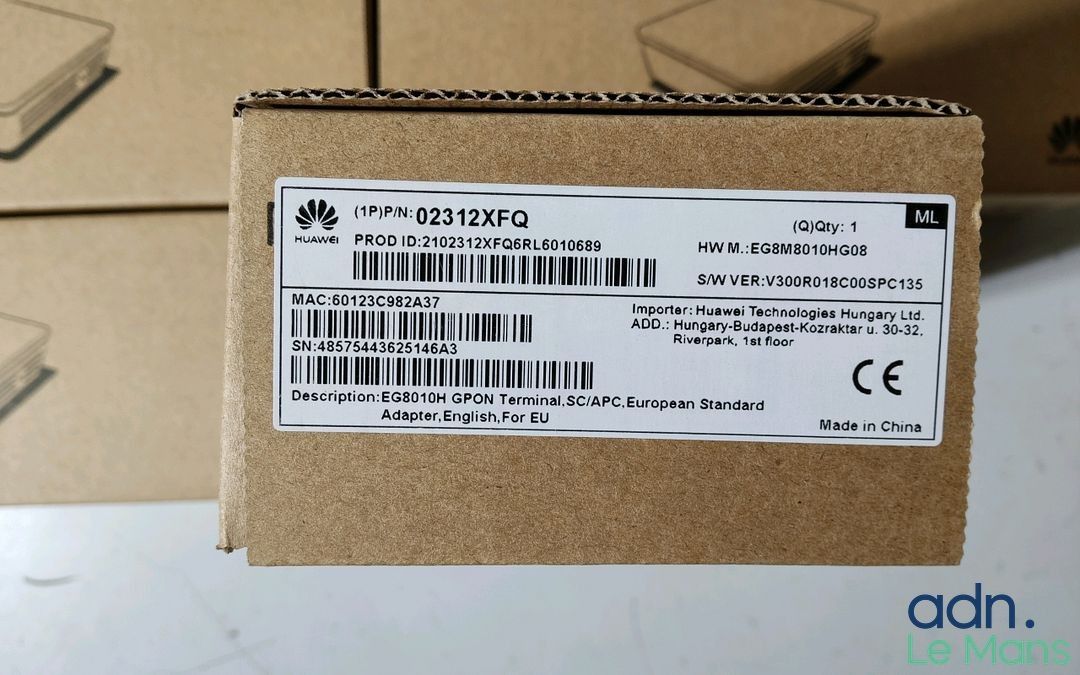 HUAWEI
(1P)P/N: 02312XFQ
(Q)Qty: 1
ML
PROD ID:2102312XFQ6RL6010689
HW M.:EG8M8010HG08
S/W VER:V300R018C00SPC135
MAC:60123C982A37
SN:48575443625146A3
Importer: Huawei Technologies Hungary Ltd.
ADD.: Hungary-Budapest-Kozraktar u. 30-32,
Riverpark, 1st floor
CE
Description:EG8010H GPON Terminal,SC/APC,European Standard
Adapter,English,For EU
Made in China
adn.
Le Mans